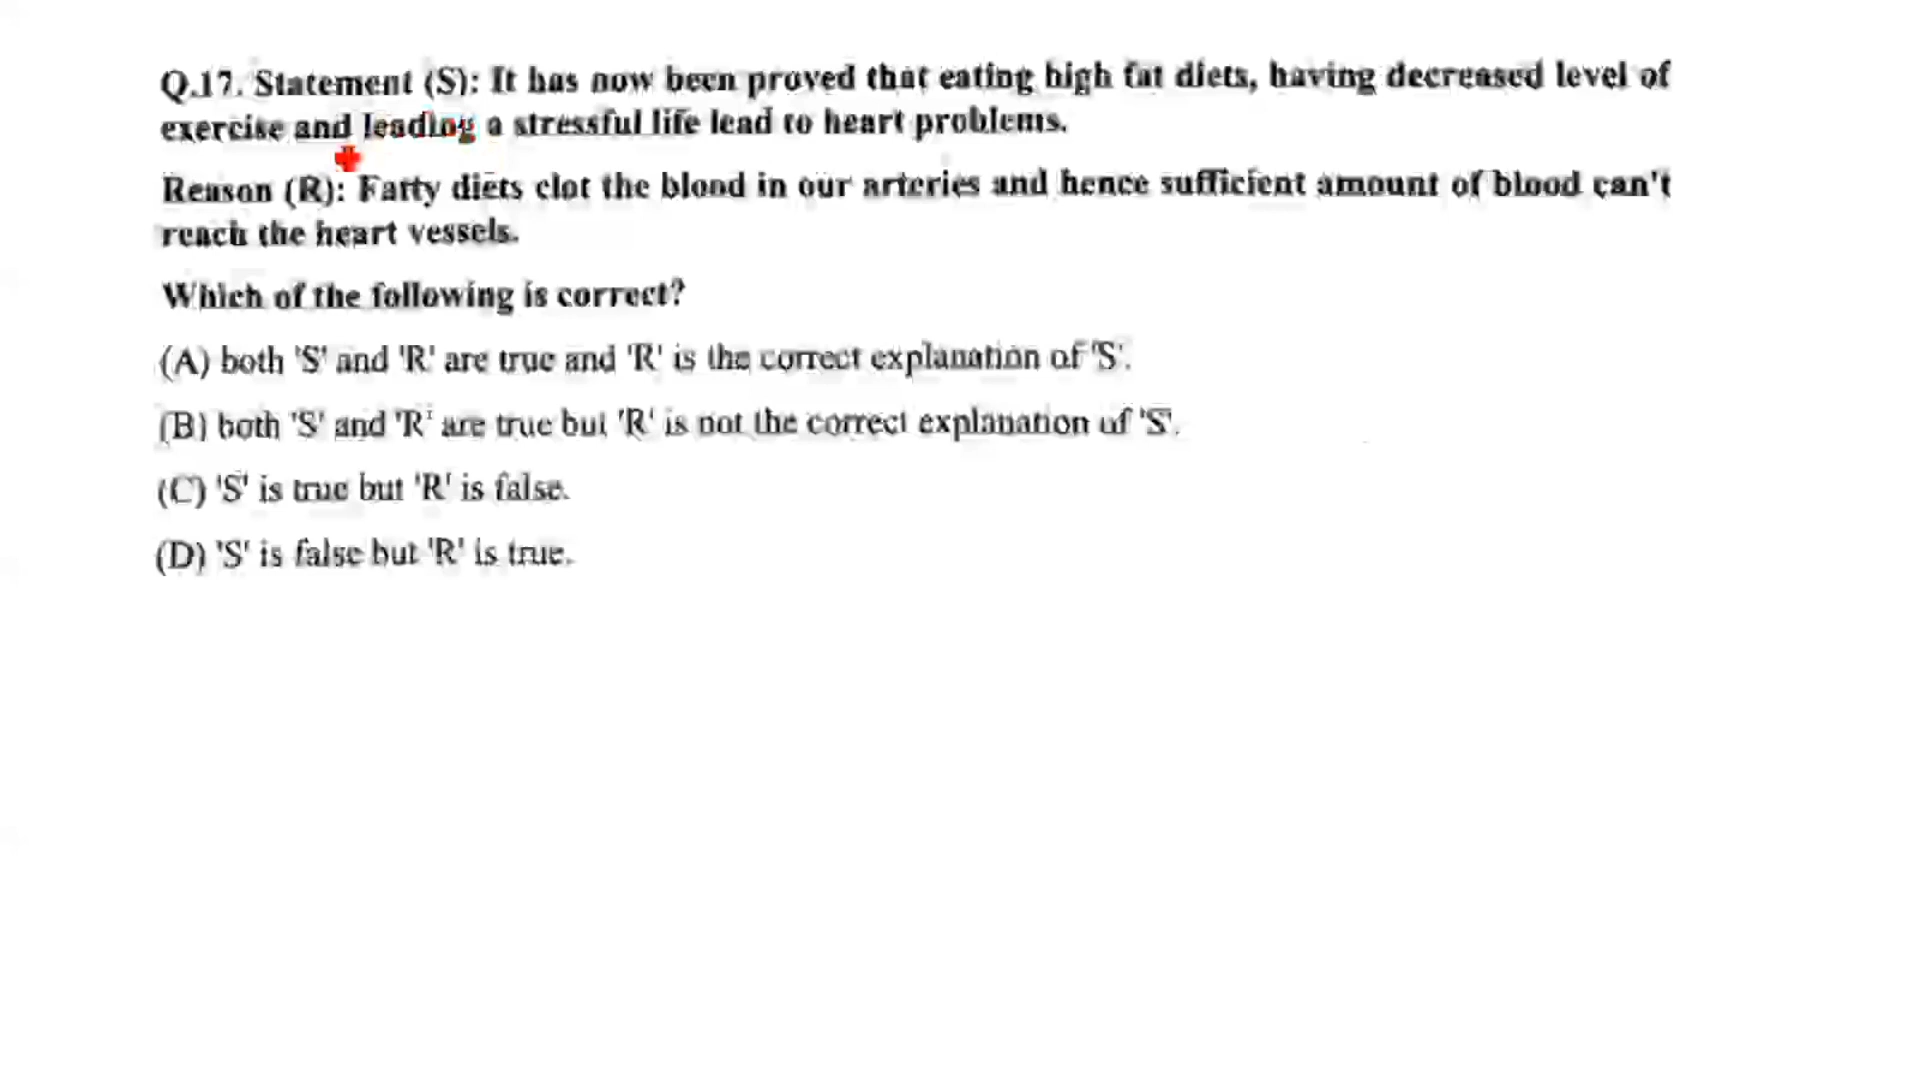 Q.17. Statement (S): It has now been proved that eating high fat diets, having decreased level of
exercise and leading a stressful life lead to heart problems.
Reason (R): Fatty diets clot the blood in our arteries and hence sufficient amount of blood can't
reach the heart vessels.
Which of the following is correct?
(A) both 'S' and 'R' are true and 'R' is the correct explanation of 'S'.
(B) both 'S' and 'R' are true but 'R' is not the correct explanation of 'S'.
(C) 'S' is true but 'R' is false.
(D) 'S' is false but 'R' is true.